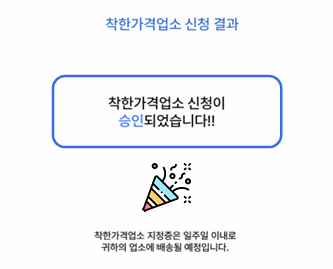 착한가격업소 신청 결과
착한가격업소 신청이
승인되었습니다!!
착한가격업소 지정증은 일주일 이내로
귀하의 업소에 배송될 예정입니다.